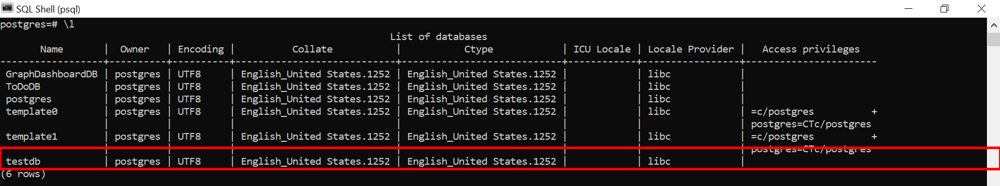 SQL Shell (psql)
postgres=# \l
List of databases
Name | Owner | Encoding | Collate | Ctype | ICU Locale | Locale Provider | Access privileges
-----------------+----------+----------+----------------------------+----------------------------+------------+-----------------+-----------------------
GraphDashboardDB | postgres | UTF8 | English_United States.1252 | English_United States.1252 | | libc |
ToDoDB | postgres | UTF8 | English_United States.1252 | English_United States.1252 | | libc |
postgres | postgres | UTF8 | English_United States.1252 | English_United States.1252 | | libc |
template0 | postgres | UTF8 | English_United States.1252 | English_United States.1252 | | libc | =c/postgres +
| | | | | | | postgres=CTc/postgres
template1 | postgres | UTF8 | English_United States.1252 | English_United States.1252 | | libc | =c/postgres +
| | | | | | | postgres=CTc/postgres
testdb | postgres | UTF8 | English_United States.1252 | English_United States.1252 | | libc |
(6 rows)